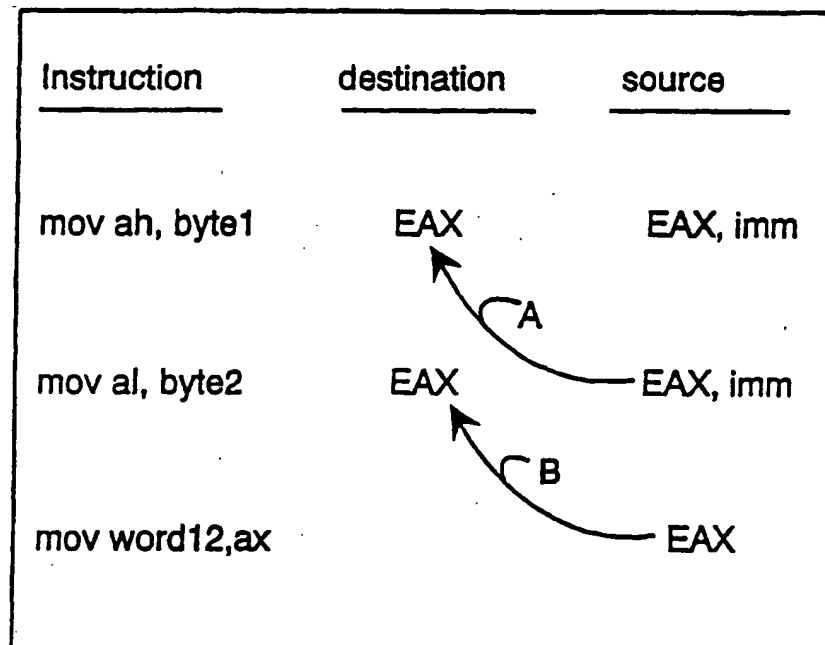 Instruction destination source
mov ah, byte1 EAX EAX, imm
A
mov al, byte2 EAX EAX, imm
B
mov word12,ax EAX